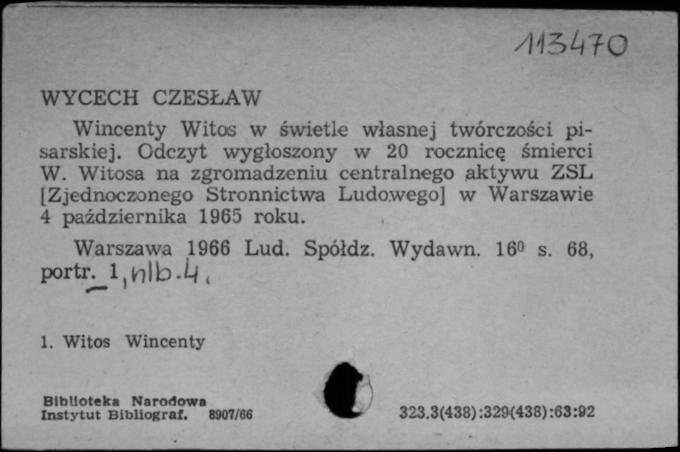 113470
WYCECH CZESŁAW
Wincenty Witos w świetle własnej twórczości pi-
sarskiej. Odczyt wygłoszony w 20 rocznicę śmierci
W. Witosa na zgromadzeniu centralnego aktywu ZSL
[Zjednoczonego Stronnictwa Ludowego] w Warszawie
4 października 1965 roku.
Warszawa 1966 Lud. Spółdz. Wydawn. 16⁰ s. 68,
portr. 1, nlb. 4.
1. Witos Wincenty
Biblioteka Narodowa
Instytut Bibliograf. 8907/66 323.3(438):329(438):63:92